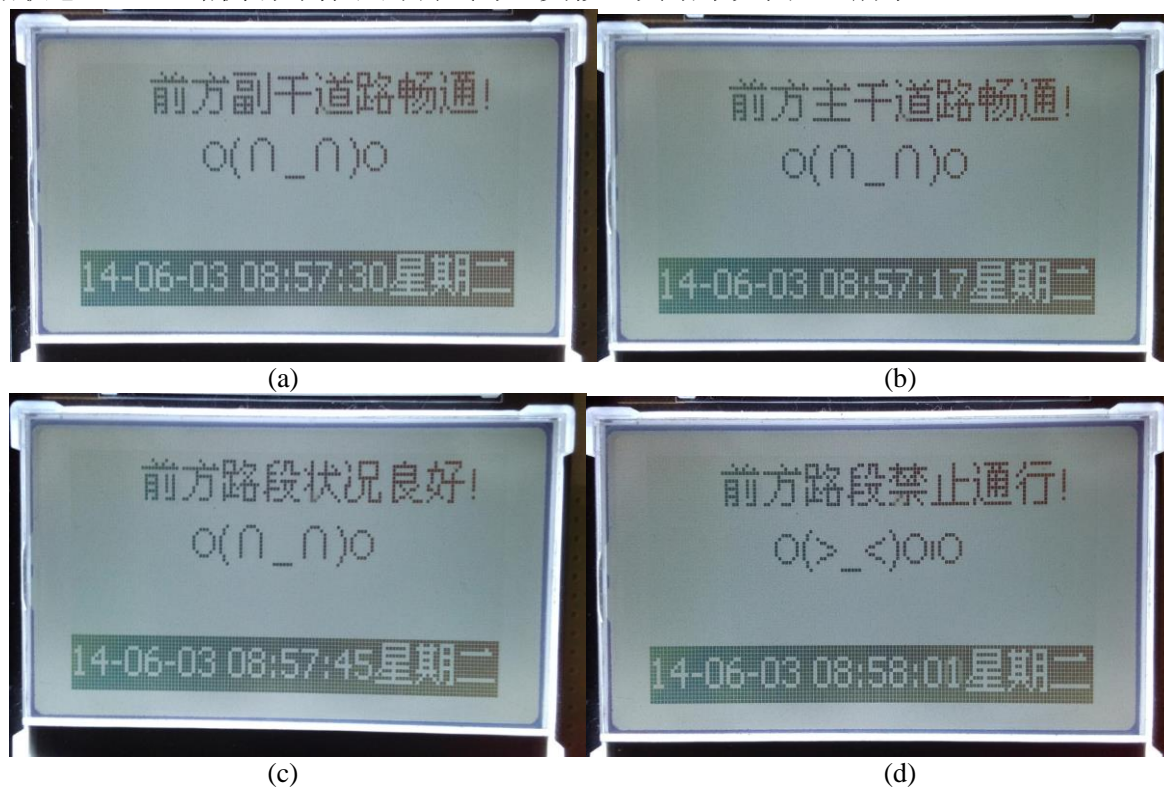 前方副干道路畅通!
O(∩_∩)O
14-06-03 08:57:30星期二
(a)
前方主干道路畅通!
O(∩_∩)O
14-06-03 08:57:17星期二
(b)
前方路段状况良好!
O(∩_∩)O
14-06-03 08:57:45星期二
(c)
前方路段禁止通行!
O(>_<)OıO
14-06-03 08:58:01星期二
(d)